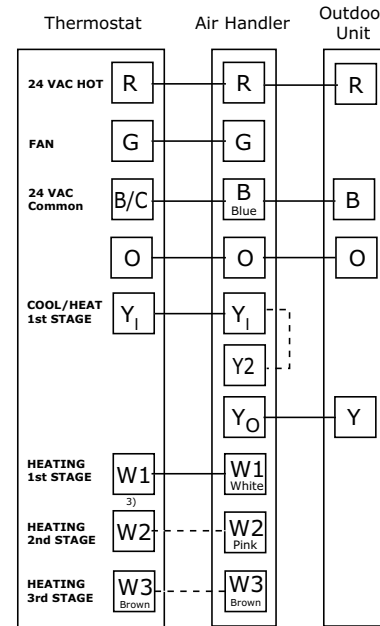 Thermostat Air Handler Outdoo
Unit
24 VAC HOT R R R
FAN G G
24 VAC
Common B/C B B
Blue
O O O
COOL/HEAT
1st STAGE YI YI
Y2
YO Y
HEATING
1st STAGE W1 W1
White
3)
HEATING
2nd STAGE W2 W2
Pink
HEATING
3rd STAGE W3 W3
Brown Brown